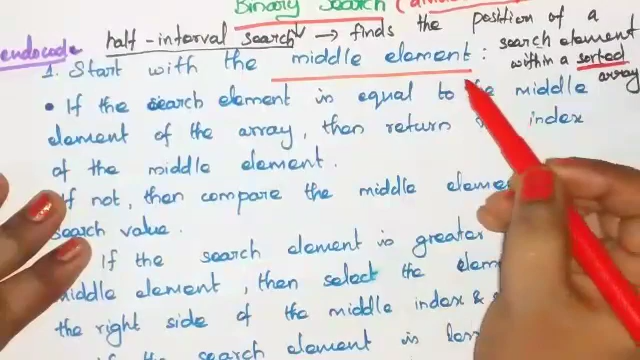 Binary Search
endocode half-interval search → finds the position of a
search element
within a sorted
array
1. Start with the middle element :
• If the search element is equal to middle
element of the array, then return index
of the middle element.
If not, then compare the middle
search value.
If the search element is greater
middle element, then select the
the right side of the middle index &
the search element is